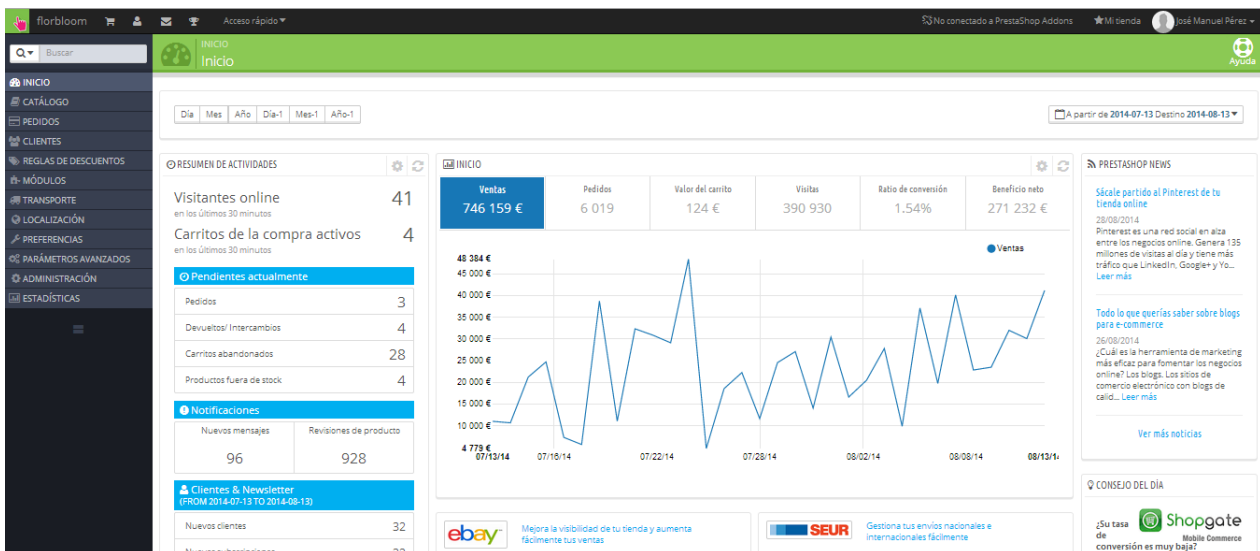 florbloom
Acceso rápido
No conectado a PrestaShop Addons
Mi tienda
José Manuel Pérez
Buscar
INICIO
Inicio
Ayuda
INICIO
CATÁLOGO
PEDIDOS
CLIENTES
REGLAS DE DESCUENTOS
MÓDULOS
TRANSPORTE
LOCALIZACIÓN
PREFERENCIAS
PARÁMETROS AVANZADOS
ADMINISTRACIÓN
ESTADÍSTICAS
Día Mes Año Día-1 Mes-1 Año-1
A partir de 2014-07-13 Destino 2014-08-13
RESUMEN DE ACTIVIDADES
Visitantes online 41
en los últimos 30 minutos
Carritos de la compra activos 4
en los últimos 30 minutos
Pendientes actualmente
Pedidos 3
Devueltos/ Intercambios 4
Carritos abandonados 28
Productos fuera de stock 4
Notificaciones
Nuevos mensajes Revisiones de producto
96 928
Clientes & Newsletter
(FROM 2014-07-13 TO 2014-08-13)
Nuevos clientes 32
INICIO
Ventas Pedidos Valor del carrito Visitas Ratio de conversión Beneficio neto
746 159 € 6 019 124 € 390 930 1.54% 271 232 €
Ventas
48 384 €
45 000 €
40 000 €
35 000 €
30 000 €
25 000 €
20 000 €
15 000 €
10 000 €
4 779 €
07/13/14 07/16/14 07/22/14 07/28/14 08/02/14 08/08/14 08/13/14
ebay
Mejora la visibilidad de tu tienda y aumenta
fácilmente tus ventas
SEUR
Gestiona tus envíos nacionales e
internacionales fácilmente
PRESTASHOP NEWS
Sácale partido al Pinterest de tu
tienda online
28/08/2014
Pinterest es una red social en alza
entre los negocios online. Genera 135
millones de visitas al día y tiene más
tráfico que LinkedIn, Google+ y Yo...
Leer más
Todo lo que querías saber sobre blogs
para e-commerce
26/08/2014
¿Cuál es la herramienta de marketing
más eficaz para fomentar los negocios
online? Los blogs. Los sitios de
comercio electrónico con blogs de
calid... Leer más
Ver más noticias
CONSEJO DEL DÍA
¿Su tasa
de
conversión es muy baja?
Shopgate
Mobile Commerce